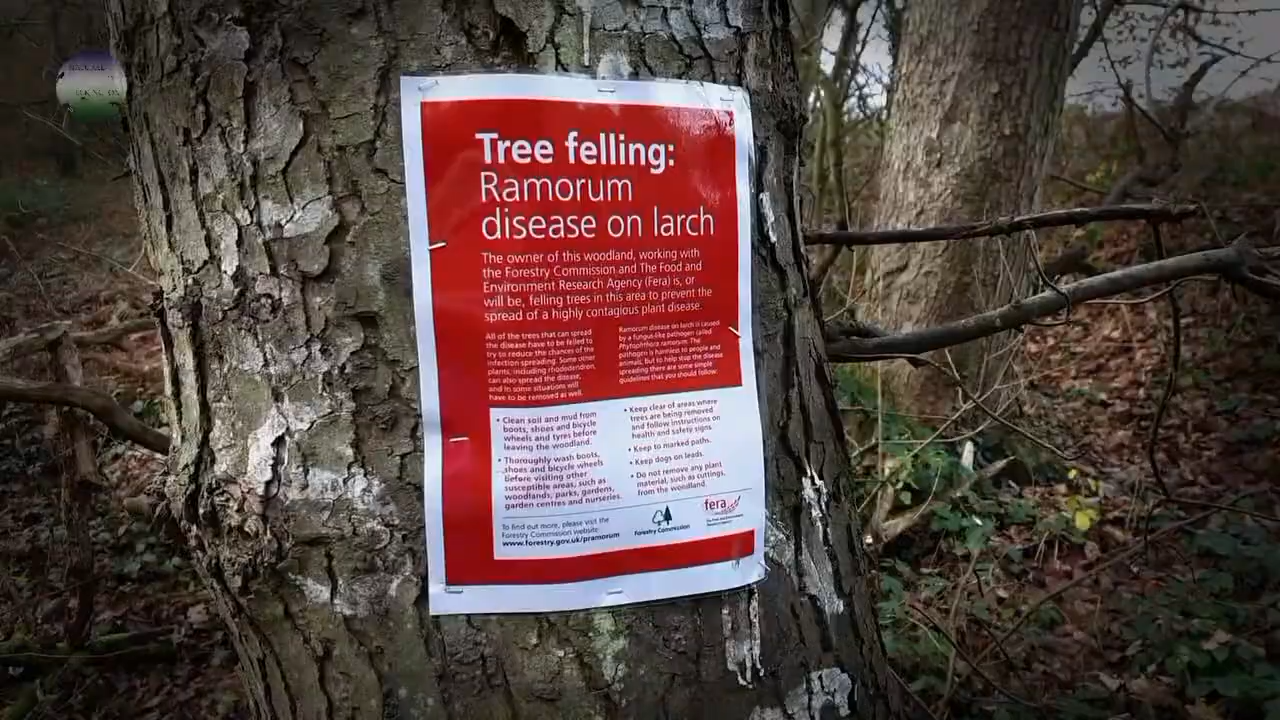 Tree felling:
Ramorum
disease on larch
The owner of this woodland, working with
the Forestry Commission and The Food and
Environment Research Agency (Fera) is, or
will be, felling trees in this area to prevent the
spread of a highly contagious plant disease.
All of the trees that can spread
the disease have to be felled to
try to reduce the chances of the
infection spreading. Some other
plants, including rhododendron,
can also spread the disease,
and in some situations will
have to be removed as well.
Ramorum disease on larch is caused
by a fungus-like pathogen called
Phytophthora ramorum. The
pathogen is harmless to people and
animals, but to help stop the disease
spreading there are some simple
guidelines that you should follow:
• Clean soil and mud from
boots, shoes and bicycle
wheels and tyres before
leaving the woodland.
• Thoroughly wash boots,
shoes and bicycle wheels
before visiting other
susceptible areas, such as
woodlands, parks, gardens,
garden centres and nurseries.
• Keep clear of areas where
trees are being removed
and follow instructions on
health and safety signs.
• Keep to marked paths.
• Keep dogs on leads.
• Do not remove any plant
material, such as cuttings,
from the woodland.
To find out more, please visit the
Forestry Commission website:
www.forestry.gov.uk/pramorum
Forestry Commission
fera
The Food and Environment
Research Agency